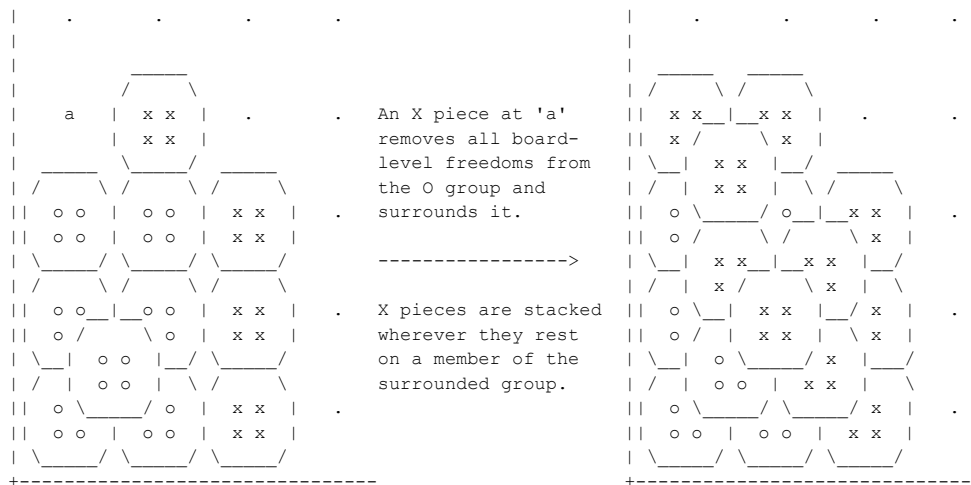 a
An X piece at 'a'
removes all board-
level freedoms from
the O group and
surrounds it.
----------------->
X pieces are stacked
wherever they rest
on a member of the
surrounded group.